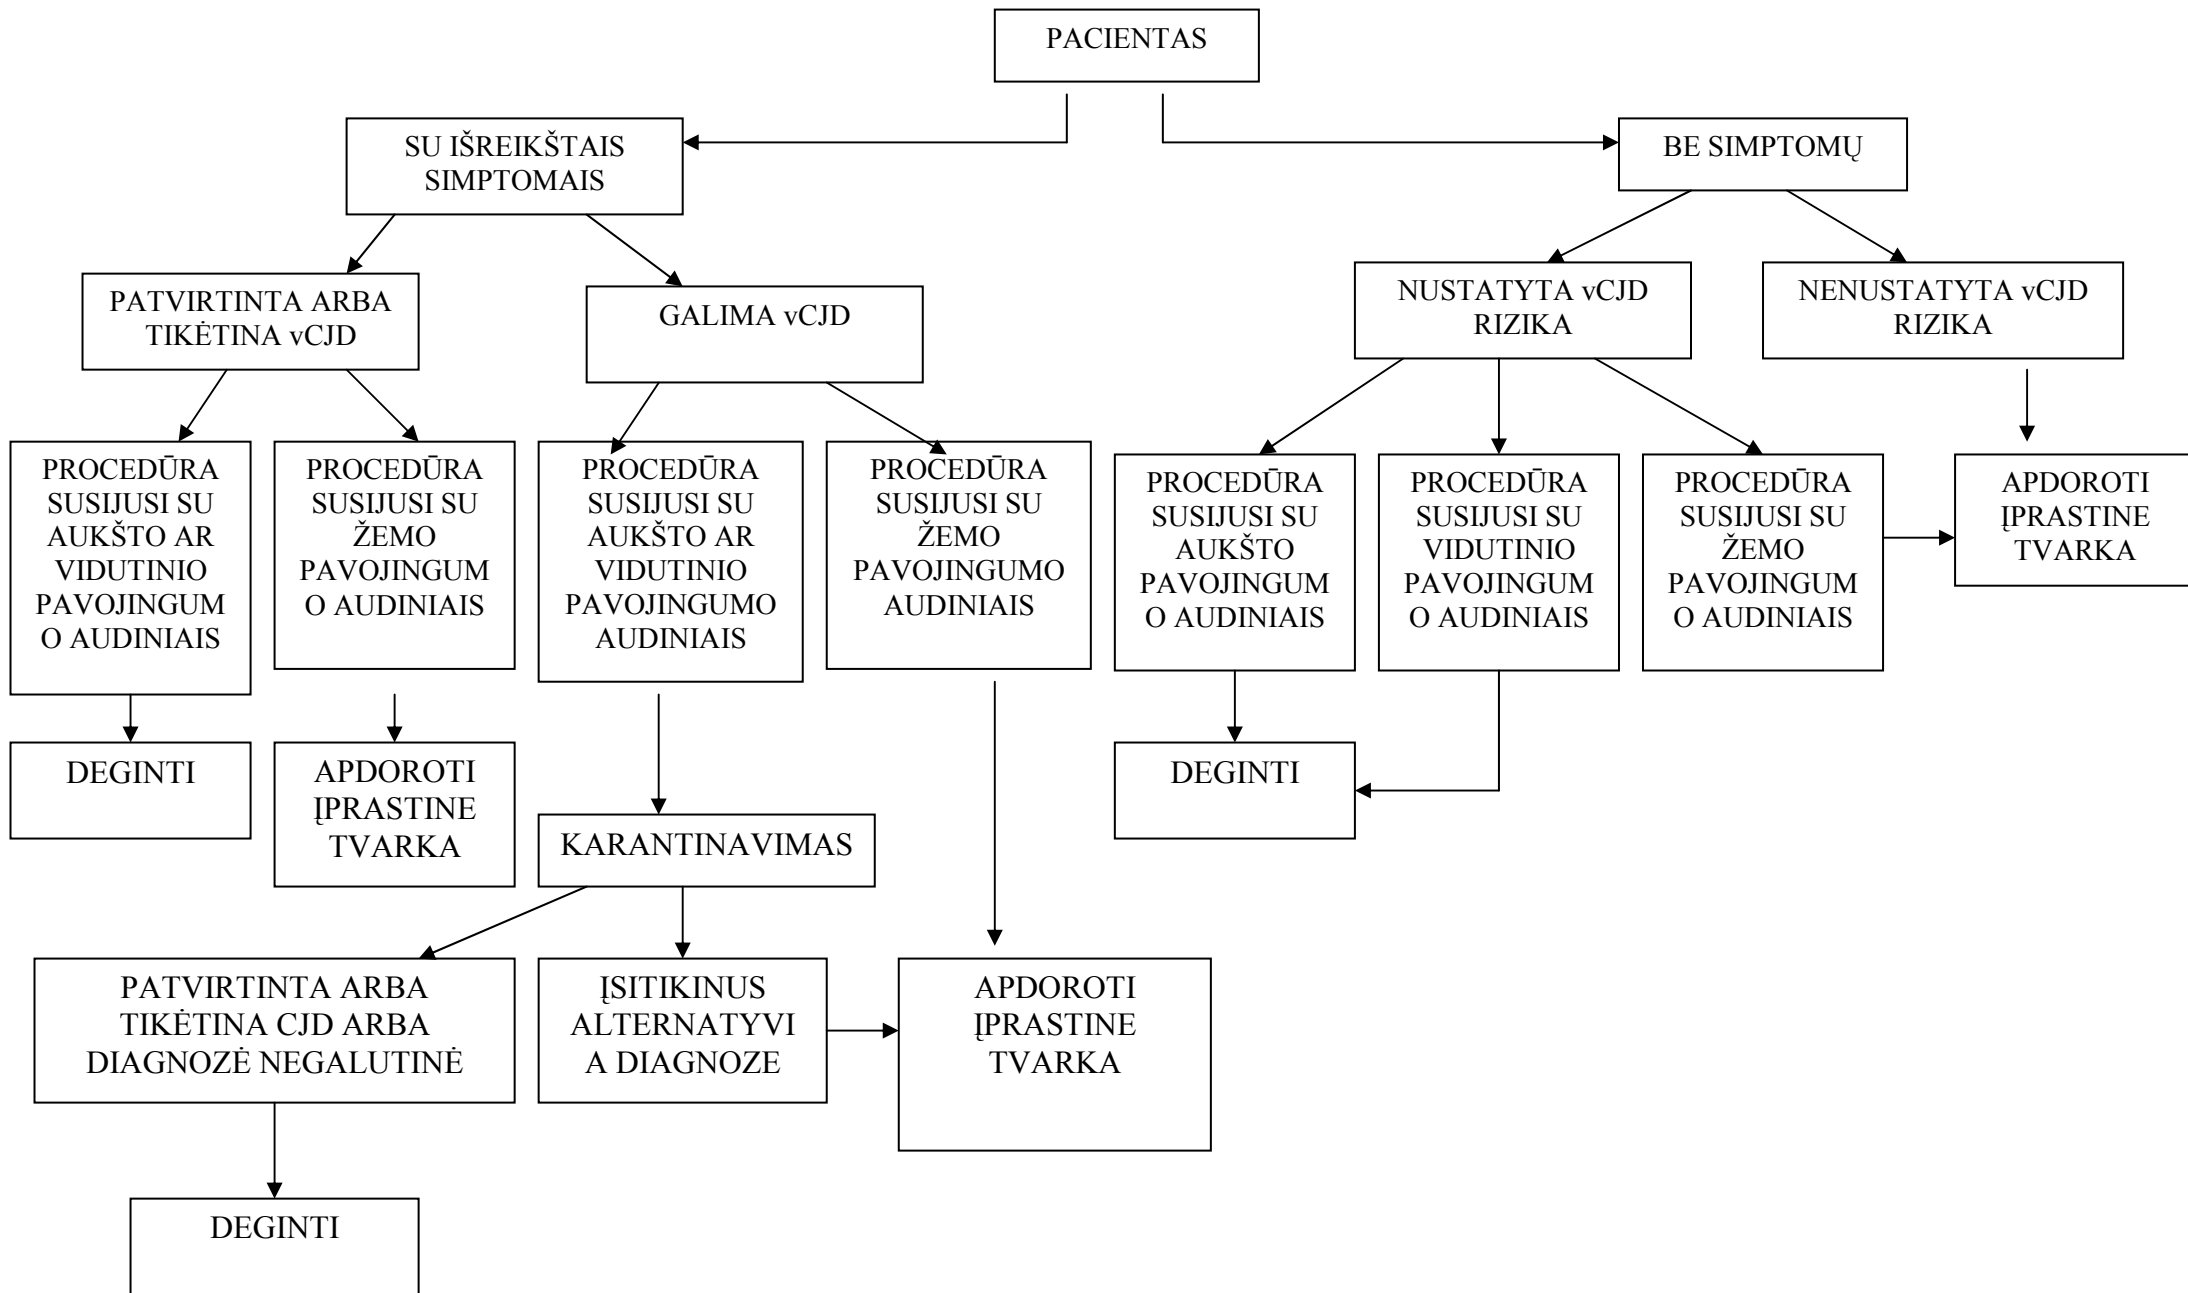 PACIENTAS
SU IŠREIKŠTAIS
SIMPTOMAIS
BE SIMPTOMŲ
PATVIRTINTA ARBA
TIKĖTINA vCJD
GALIMA vCJD
NUSTATYTA vCJD
RIZIKA
NENUSTATYTA vCJD
RIZIKA
PROCEDŪRA
SUSIJUSI SU
AUKŠTO AR
VIDUTINIO
PAVOJINGUM
O AUDINIAIS
PROCEDŪRA
SUSIJUSI SU
ŽEMO
PAVOJINGUM
O AUDINIAIS
PROCEDŪRA
SUSIJUSI SU
AUKŠTO AR
VIDUTINIO
PAVOJINGUMO
AUDINIAIS
PROCEDŪRA
SUSIJUSI SU
ŽEMO
PAVOJINGUMO
AUDINIAIS
PROCEDŪRA
SUSIJUSI SU
AUKŠTO
PAVOJINGUM
O AUDINIAIS
PROCEDŪRA
SUSIJUSI SU
VIDUTINIO
PAVOJINGUM
O AUDINIAIS
PROCEDŪRA
SUSIJUSI SU
ŽEMO
PAVOJINGUM
O AUDINIAIS
APDOROTI
ĮPRASTINE
TVARKA
DEGINTI
APDOROTI
ĮPRASTINE
TVARKA
KARANTINAVIMAS
DEGINTI
PATVIRTINTA ARBA
TIKĖTINA CJD ARBA
DIAGNOZĖ NEGALUTINĖ
ĮSITIKINUS
ALTERNATYVI
A DIAGNOZE
APDOROTI
ĮPRASTINE
TVARKA
DEGINTI